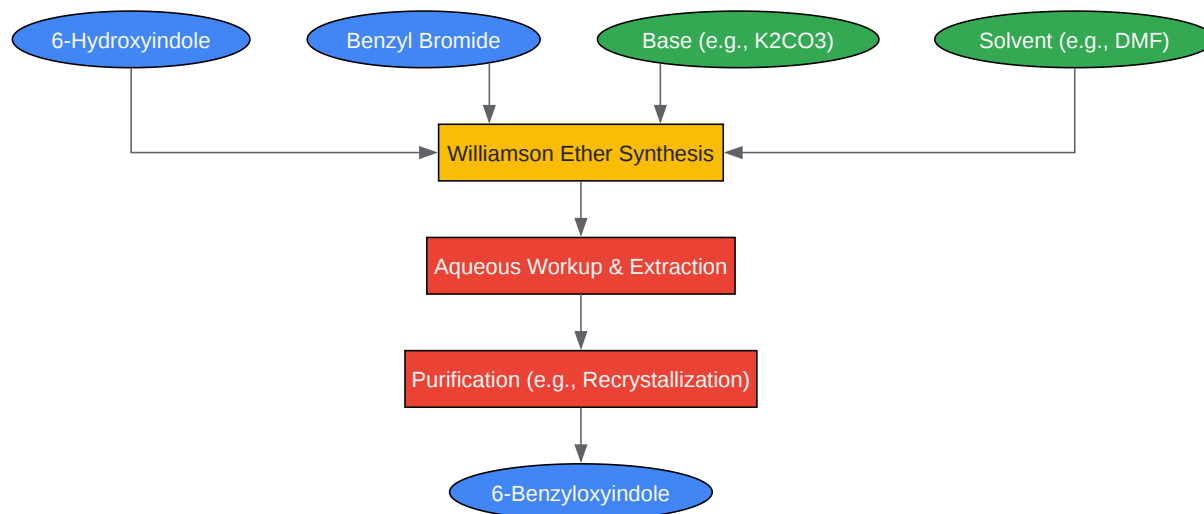 6-Hydroxyindole
Benzyl Bromide
Base (e.g., K2CO3)
Solvent (e.g., DMF)
Williamson Ether Synthesis
Aqueous Workup & Extraction
Purification (e.g., Recrystallization)
6-Benzyloxyindole